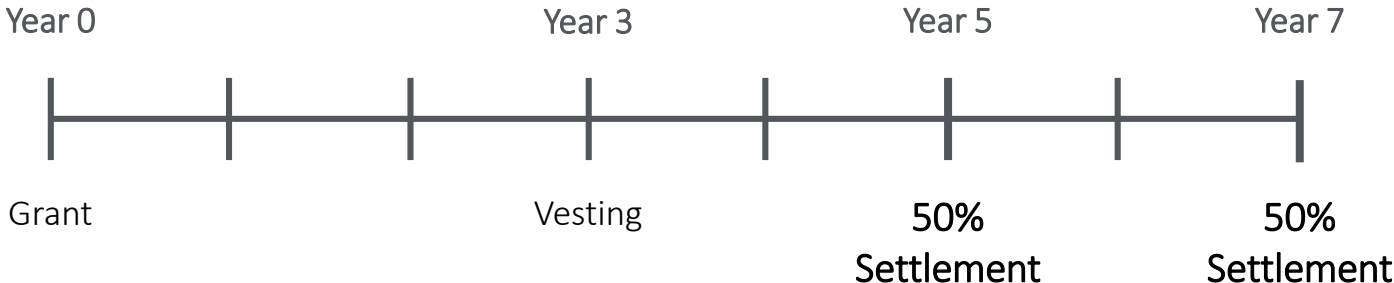 Year 0
Year 3
Year 5
Year 7
Grant
Vesting
50%
Settlement
50%
Settlement